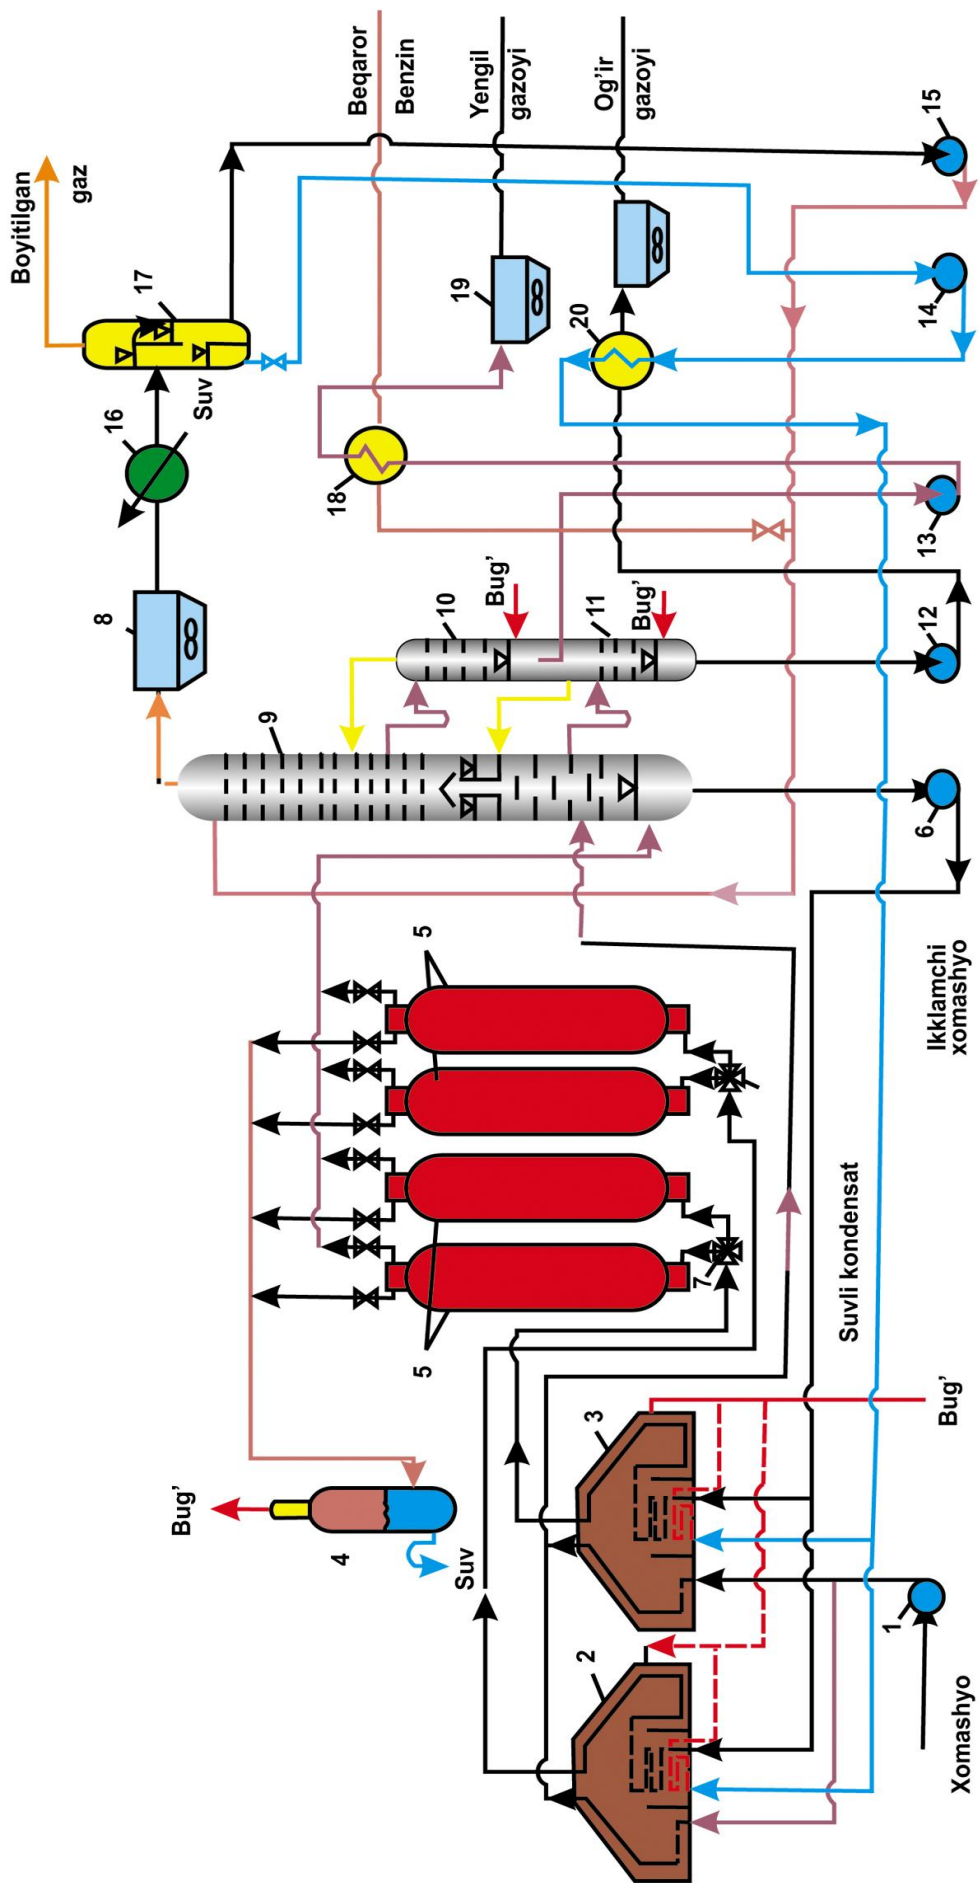 Boyitilgan
gaz
Beqaror
Benzin
Yengil
gazoyi
Og'ir
gazoyi
17
16
Suv
8
19
20
18
15
14
13
12
10
Bug'
11
Bug'
9
6
5
5
7
Ikklamchi
xomashyo
Suvli kondensat
Bug'
4
Suv
3
2
Bug'
1
Xomashyo